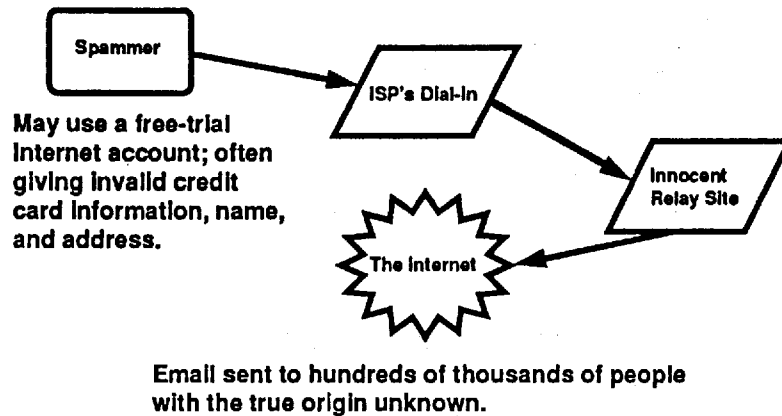 Spammer
ISP's Dial-In
May use a free-trial
Internet account; often
giving invalid credit
card information, name,
and address.
Innocent
Relay Site
The Internet
Email sent to hundreds of thousands of people
with the true origin unknown.